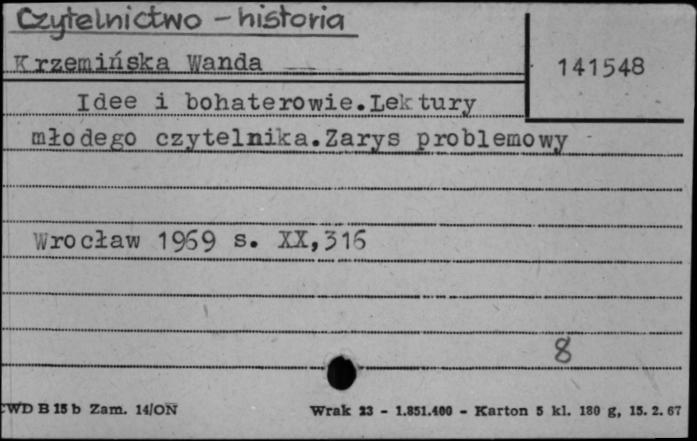 Czytelnictwo - historia
Krzemińska Wanda
141548
Idee i bohaterowie.Lektury
młodego czytelnika.Zarys problemowy
Wrocław 1969 s. XX,316
8
CWD B 15 b Zam. 14/ON
Wrak 23 - 1.851.400 - Karton 5 kl. 180 g, 15. 2. 67